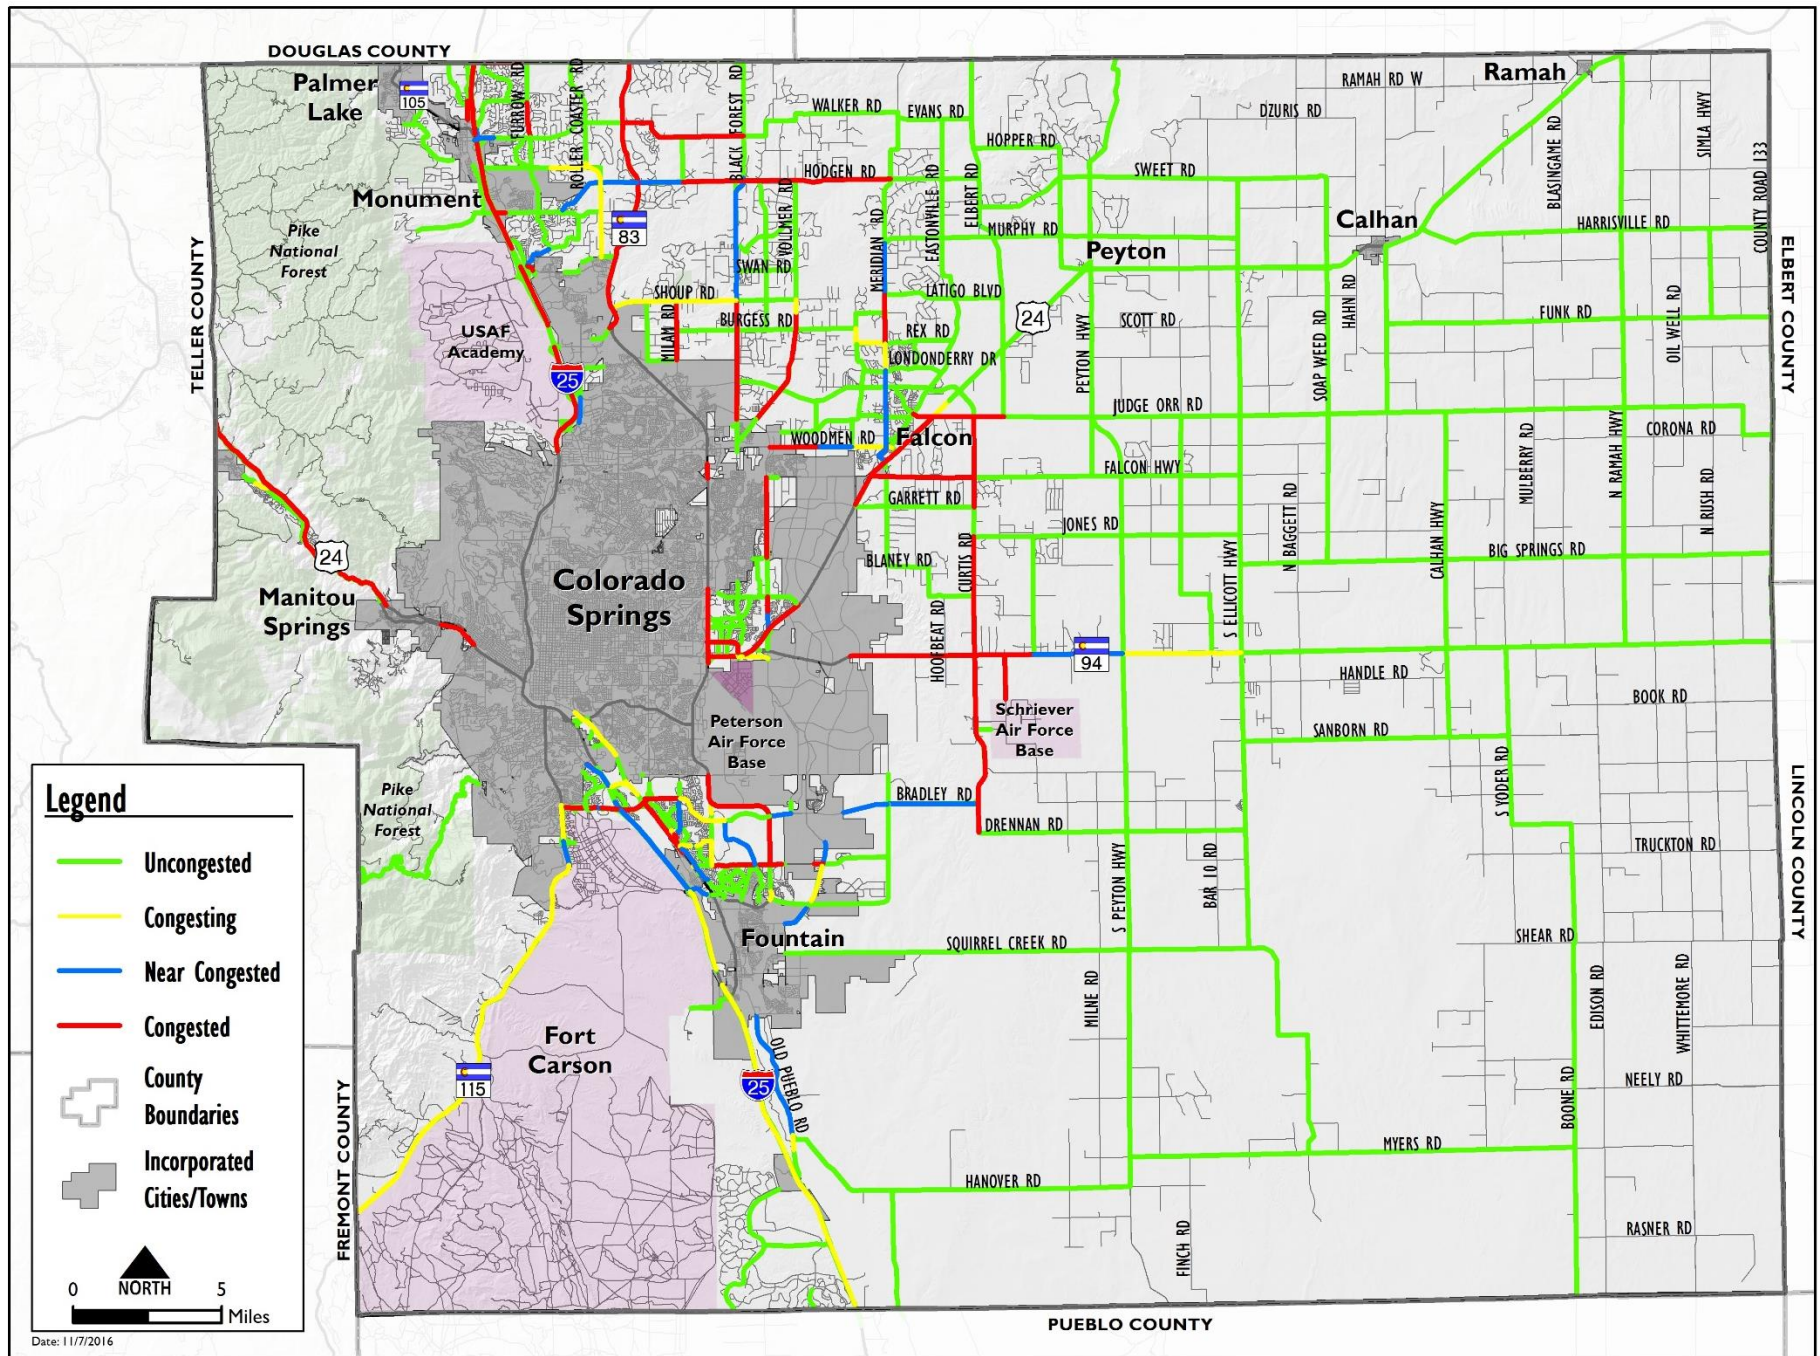 DOUGLAS COUNTY
Palmer
Lake
105
FURROW RD
ROLLER COASTER RD
BLACK FOREST RD
WALKER RD
EVANS RD
HOPPER RD
DZURIS RD
RAMAH RD W
Ramah
BLASINGAME RD
SIMLA HWY
COUNTY ROAD 133
Monument
HODGEN RD
SWEET RD
Calhan
HARRISVILLE RD
83
VOLLMER RD
MERIDIAN RD
EASTONVILLE RD
ELBERT RD
MURPHY RD
Peyton
Pike
National
Forest
TELLER COUNTY
ELBERT COUNTY
SWAN RD
SHOUP RD
LATIGO BLVD
24
USAF
Academy
MILAM RD
BURGESS RD
REX RD
LONDONDERRY DR
PEYTON HWY
SCOTT RD
SOAP WEED RD
HAHN RD
FUNK RD
OIL WELL RD
25
JUDGE ORR RD
WOODMEN RD
Falcon
FALCON HWY
MULBERRY RD
N RAMAH HWY
CORONA RD
GARRETT RD
JONES RD
N BAGGETT RD
CALHAN HWY
N RUSH RD
24
BLANEY RD
CURTIS RD
S ELLICOTT HWY
BIG SPRINGS RD
Manitou
Springs
Colorado
Springs
HOOFBEAT RD
94
HANDLE RD
BOOK RD
Peterson
Air Force
Base
Schriever
Air Force
Base
SANBORN RD
S YODER RD
LINCOLN COUNTY
Pike
National
Forest
BRADLEY RD
DRENNAN RD
S PEYTON HWY
BAR 10 RD
TRUCKTON RD
Fountain
SQUIRREL CREEK RD
SHEAR RD
MILNE RD
EDISON RD
WHITTEMORE RD
Fort
Carson
115
25
OLD PUEBLO RD
BOONE RD
NEELY RD
MYERS RD
HANOVER RD
FINCH RD
RASNER RD
FREMONT COUNTY
PUEBLO COUNTY
Legend
Uncongested
Congesting
Near Congested
Congested
County
Boundaries
Incorporated
Cities/Towns
NORTH
0 5
Miles
Date: 11/7/2016